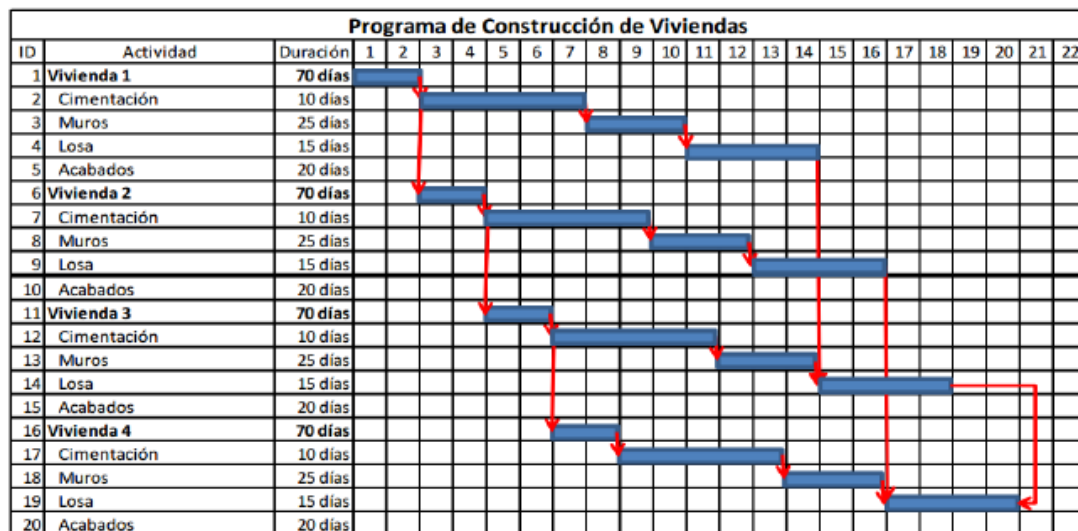 Programa de Construcción de Viviendas
ID Actividad Duración 1 2 3 4 5 6 7 8 9 10 11 12 13 14 15 16 17 18 19 20 21 22
1 Vivienda 1 70 días
2 Cimentación 10 días
3 Muros 25 días
4 Losa 15 días
5 Acabados 20 días
6 Vivienda 2 70 días
7 Cimentación 10 días
8 Muros 25 días
9 Losa 15 días
10 Acabados 20 días
11 Vivienda 3 70 días
12 Cimentación 10 días
13 Muros 25 días
14 Losa 15 días
15 Acabados 20 días
16 Vivienda 4 70 días
17 Cimentación 10 días
18 Muros 25 días
19 Losa 15 días
20 Acabados 20 días